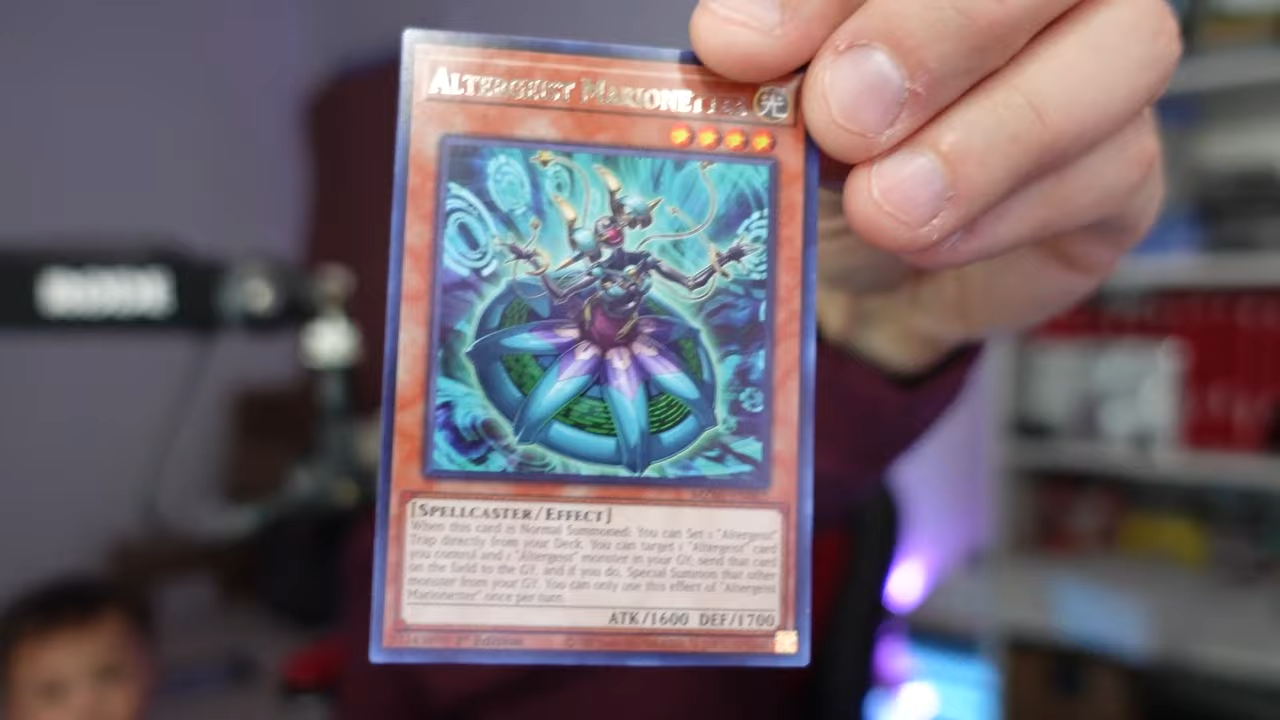 ALTERGEIST MARIONETTER
光
[SPELLCASTER/EFFECT]
When this card is Normal Summoned: You can Set 1 "Altergeist"
Trap directly from your Deck. You can target 1 "Altergeist" card
you control and 1 "Altergeist" monster in your GY; send that card
on the field to the GY, and if you do, Special Summon that other
monster from your GY. You can only use this effect of "Altergeist
Marionetter" once per turn.
ATK/1600 DEF/1700
1st Edition